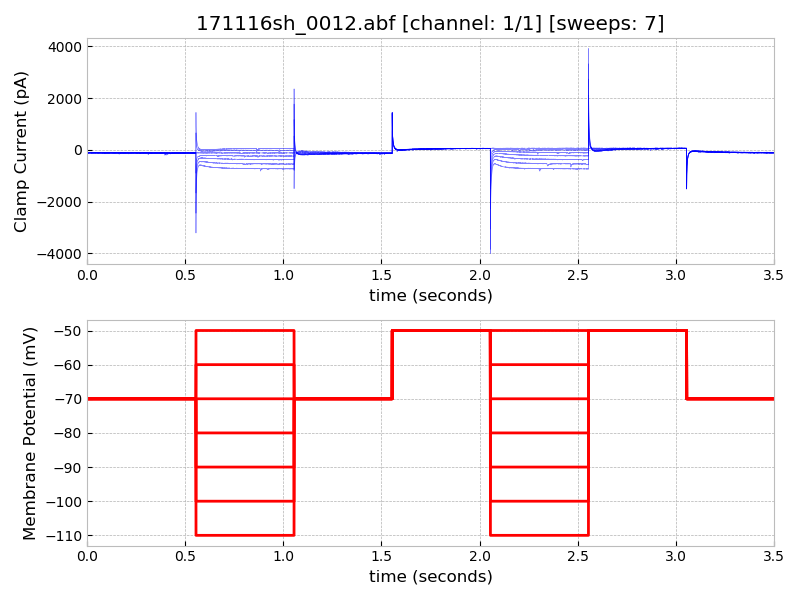 171116sh_0012.abf [channel: 1/1] [sweeps: 7]
Clamp Current (pA)
4000
2000
0
−2000
−4000
0.0 0.5 1.0 1.5 2.0 2.5 3.0 3.5
time (seconds)
Membrane Potential (mV)
−50
−60
−70
−80
−90
−100
−110
0.0 0.5 1.0 1.5 2.0 2.5 3.0 3.5
time (seconds)